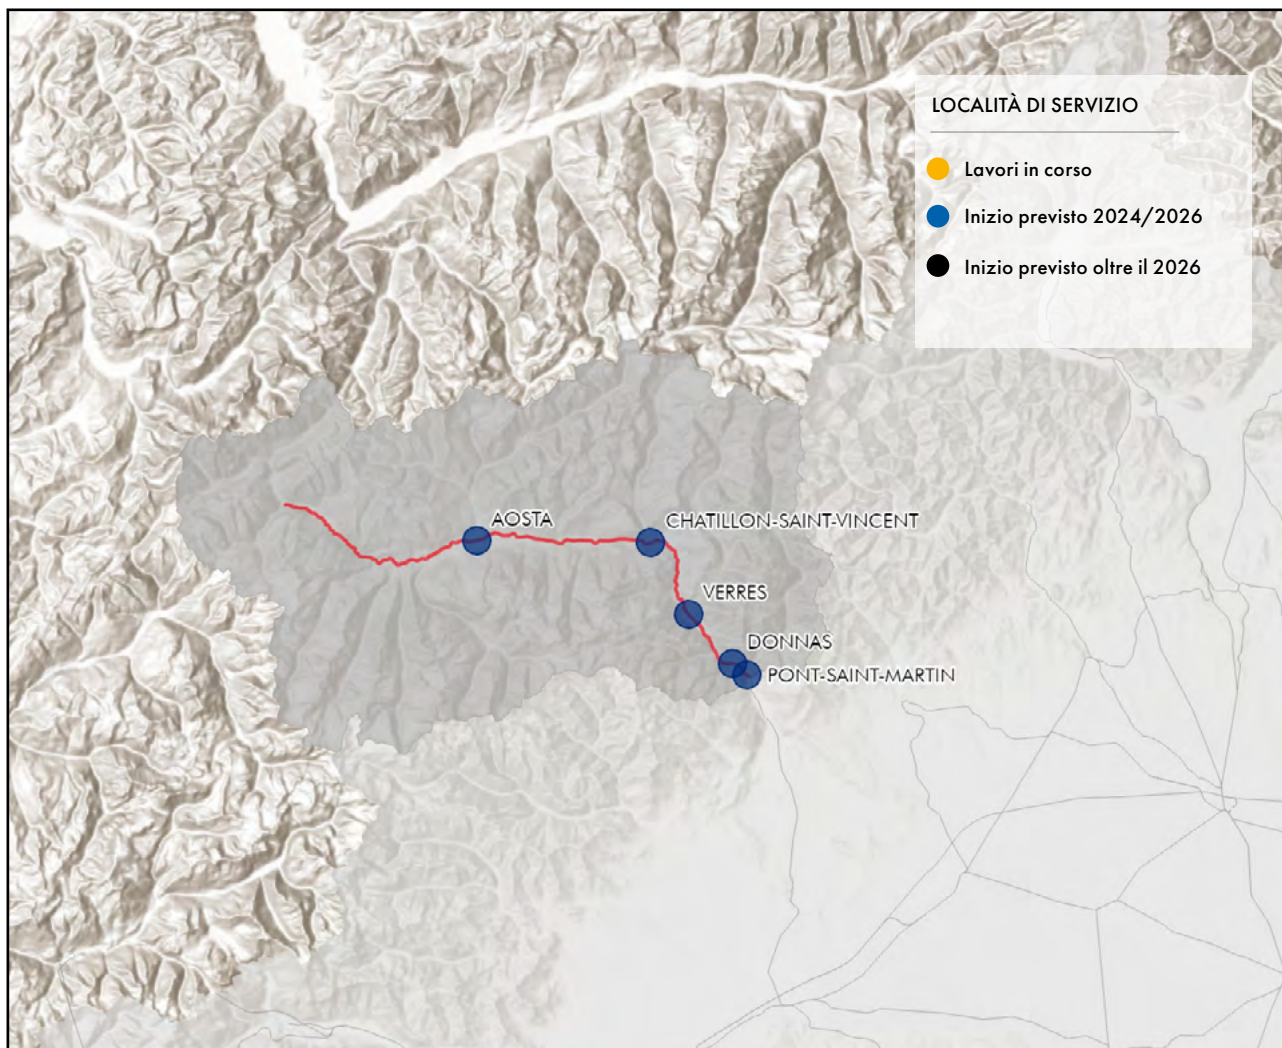 LOCALITÀ DI SERVIZIO
Lavori in corso
Inizio previsto 2024/2026
Inizio previsto oltre il 2026
AOSTA
CHATILLON-SAINT-VINCENT
VERRES
DONNAS
PONT-SAINT-MARTIN